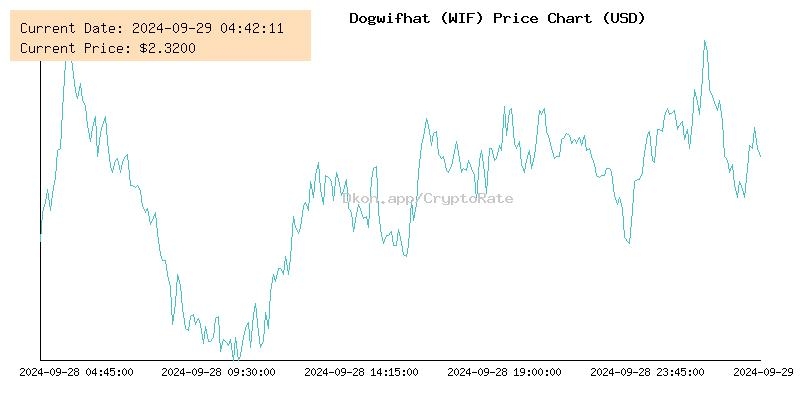 Dogwifhat (WIF) Price Chart (USD)
Current Date: 2024-09-29 04:42:11
Current Price: $2.3200
Dkon.app/CryptoRate
2024-09-28 04:45:00 2024-09-28 09:30:00 2024-09-28 14:15:00 2024-09-28 19:00:00 2024-09-28 23:45:00 2024-09-29